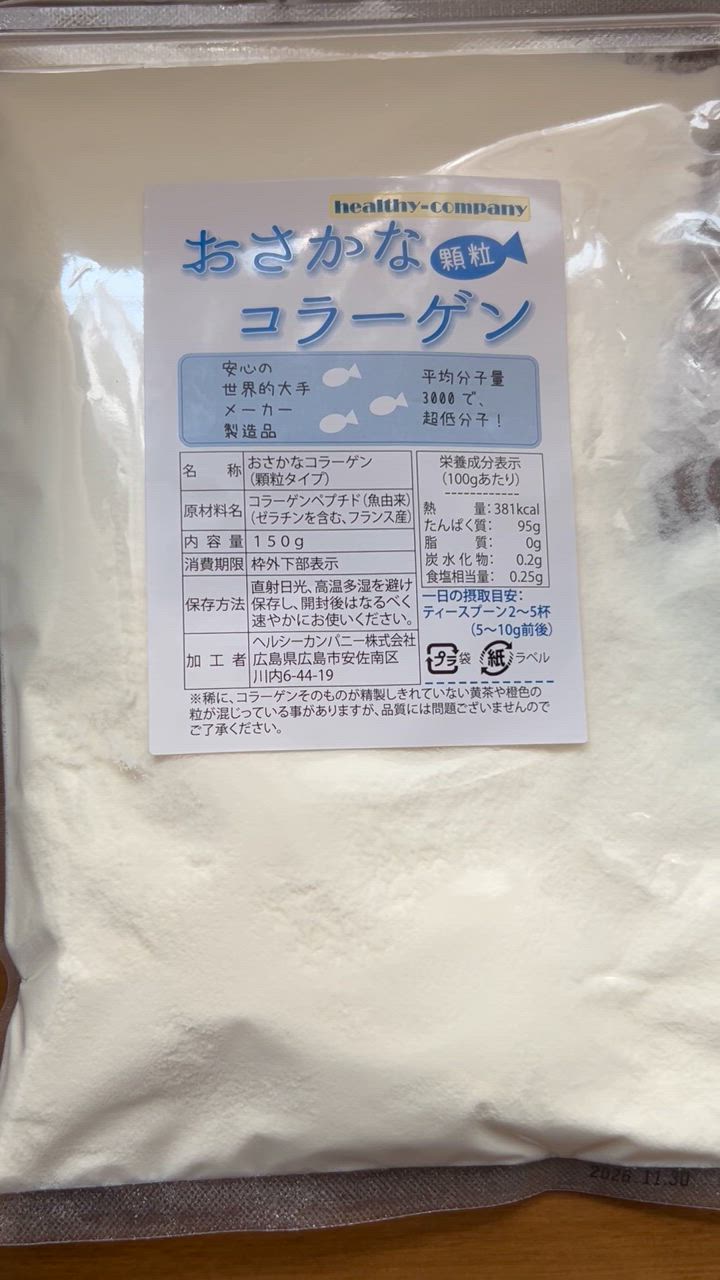 healthy-company
おさかな 顆粒
コラーゲン
安心の
世界的大手
メーカー
製造品
平均分子量
3000 で、
超低分子！
名称 おさかなコラーゲン
（顆粒タイプ）
原材料名 コラーゲンペプチド（魚由来）
（ゼラチンを含む、フランス産）
内容量 150g
消費期限 枠外下部表示
保存方法 直射日光、高温多湿を避け
保存し、開封後はなるべく
速やかにお使いください。
加工者 ヘルシーカンパニー株式会社
広島県広島市安佐南区
川内6-44-19
栄養成分表示
（100gあたり）
------------
熱量：381kcal
たんぱく質： 95g
脂質： 0g
炭水化物： 0.2g
食塩相当量： 0.25g
一日の摂取目安：
ティースプーン2～5杯
（5～10g前後）
プラ 袋 紙 ラベル
※稀に、コラーゲンそのものが精製しきれていない黄茶や橙色の
粒が混じっている事がありますが、品質には問題ございませんので
ご了承ください。
2026.11.30